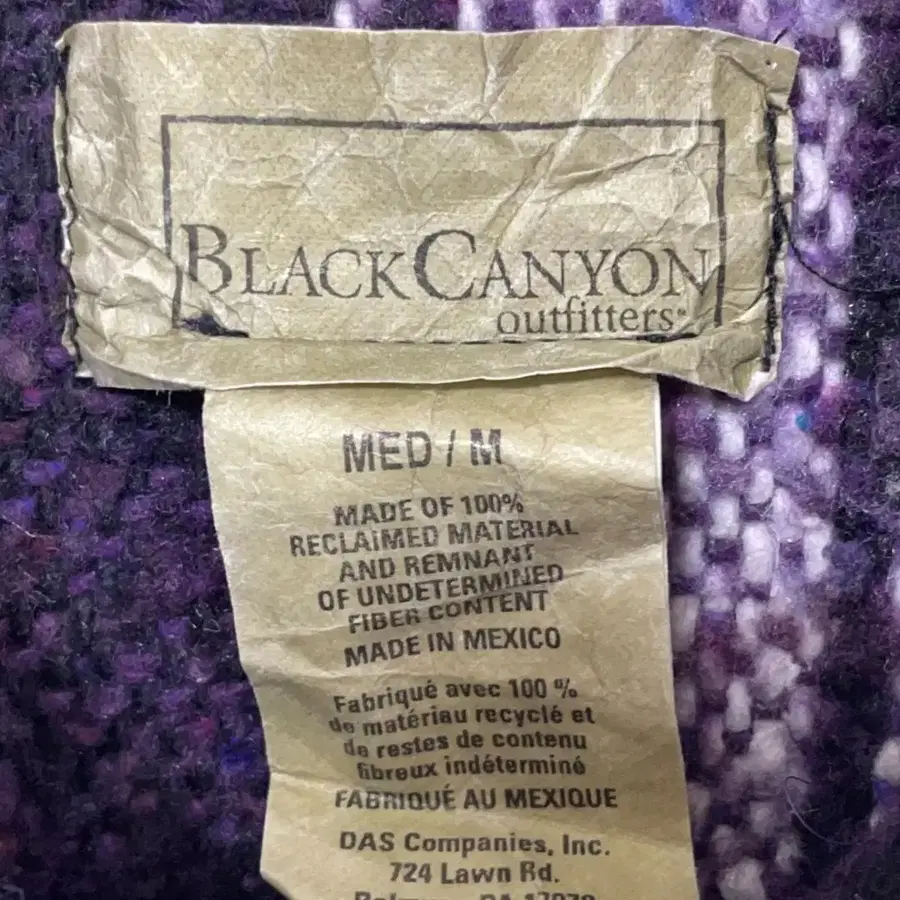 BLACKCANYON
outfitters®
MED / M
MADE OF 100%
RECLAIMED MATERIAL
AND REMNANT
OF UNDETERMINED
FIBER CONTENT
MADE IN MEXICO
Fabriqué avec 100 %
de matériau recyclé et
de restes de contenu
fibreux indéterminé
FABRIQUÉ AU MEXIQUE
DAS Companies, Inc.
724 Lawn Rd.